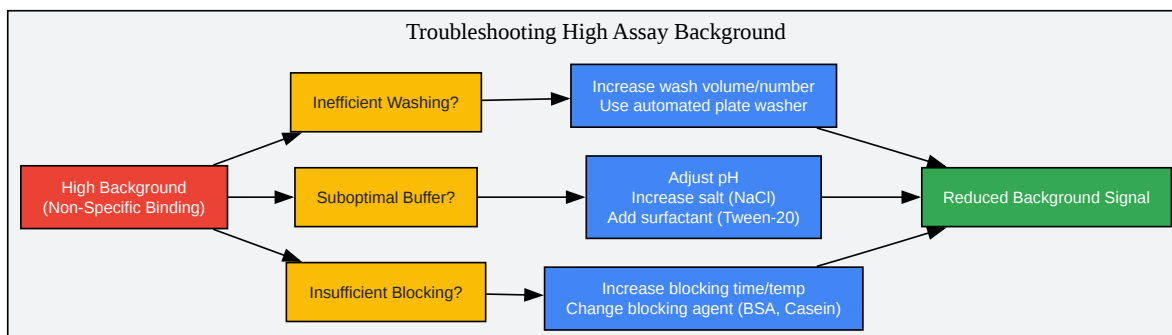 Troubleshooting High Assay Background
High Background
(Non-Specific Binding)
Inefficient Washing?
Increase wash volume/number
Use automated plate washer
Suboptimal Buffer?
Adjust pH
Increase salt (NaCl)
Add surfactant (Tween-20)
Insufficient Blocking?
Increase blocking time/temp
Change blocking agent (BSA, Casein)
Reduced Background Signal